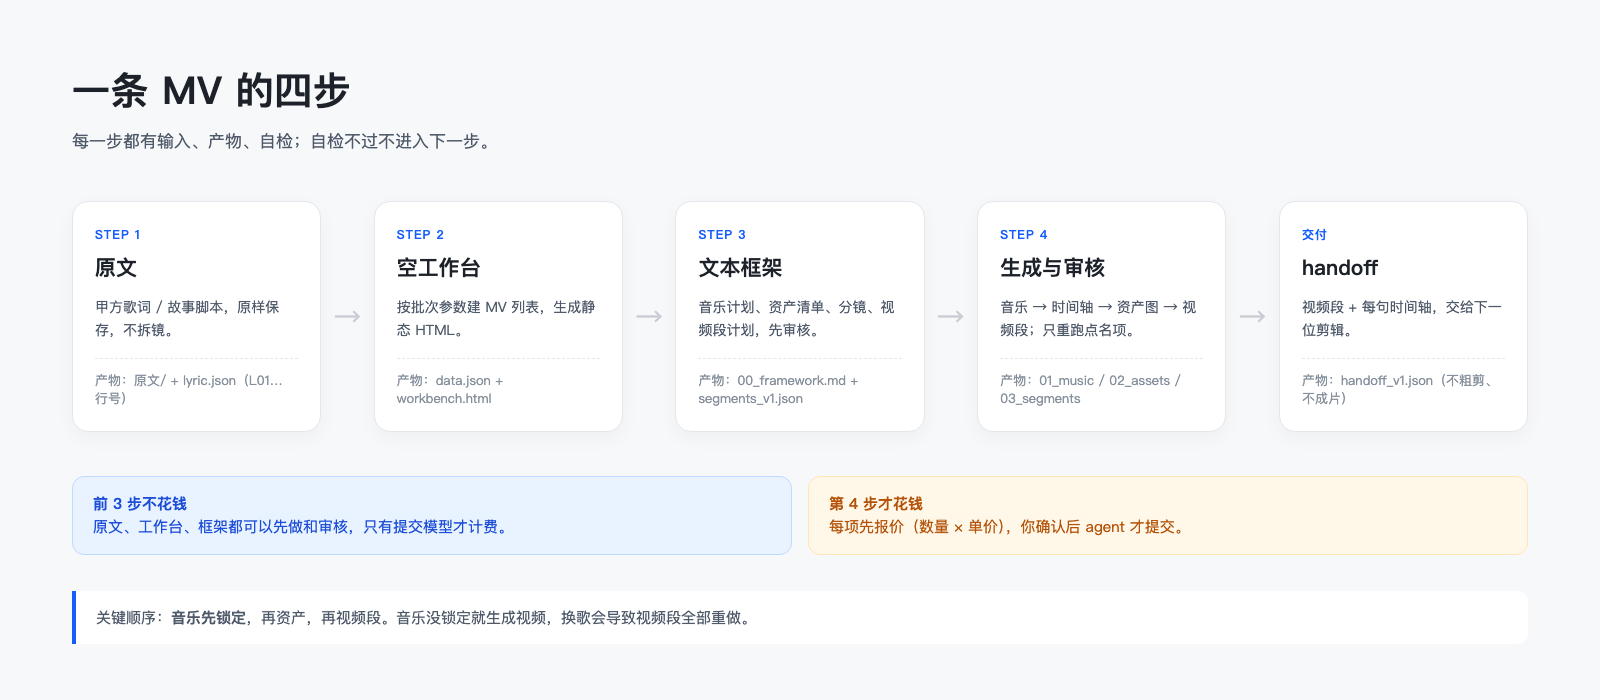 一条 MV 的四步
每一步都有输入、产物、自检；自检不过不进入下一步。
STEP 1
原文
甲方歌词 / 故事脚本，原样保
存，不拆镜。
产物：原文/ + lyric.json（L01…
行号）
→
STEP 2
空工作台
按批次参数建 MV 列表，生成静
态 HTML。
产物：data.json +
workbench.html
→
STEP 3
文本框架
音乐计划、资产清单、分镜、视
频段计划，先审核。
产物：00_framework.md +
segments_v1.json
→
STEP 4
生成与审核
音乐 → 时间轴 → 资产图 → 视
频段；只重跑点名项。
产物：01_music / 02_assets /
03_segments
→
交付
handoff
视频段 + 每句时间轴，交给下一
位剪辑。
产物：handoff_v1.json（不粗剪、
不成片）
前 3 步不花钱
原文、工作台、框架都可以先做和审核，只有提交模型才计费。
第 4 步才花钱
每项先报价（数量 × 单价），你确认后 agent 才提交。
关键顺序：音乐先锁定，再资产，再视频段。音乐没锁定就生成视频，换歌会导致视频段全部重做。